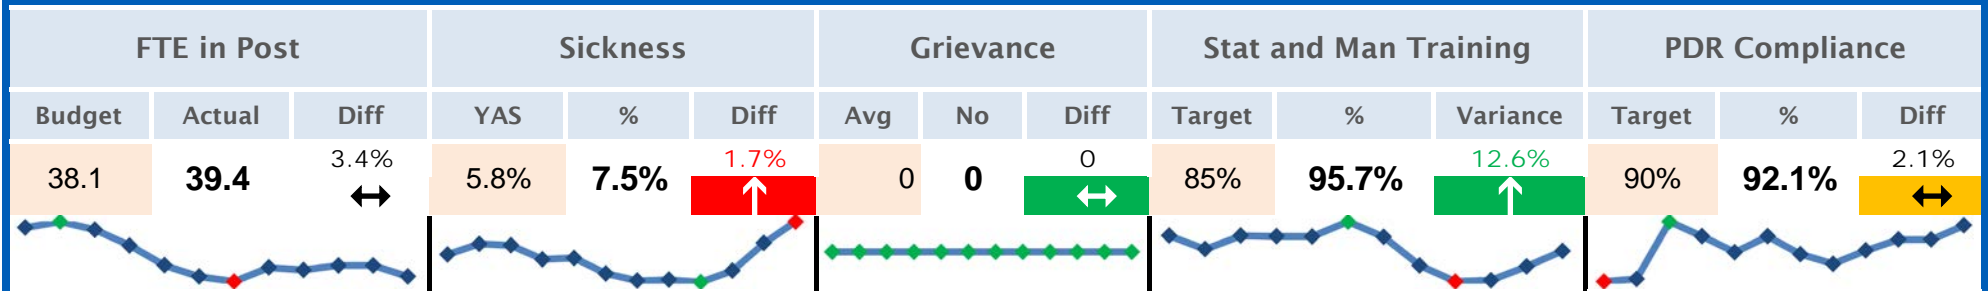 FTE in Post Sickness Grievance Stat and Man Training PDR Compliance
Budget Actual Diff YAS % Diff Avg No Diff Target % Variance Target % Diff
38.1 39.4 3.4% 5.8% 7.5% 1.7% 0 0 0 85% 95.7% 12.6% 90% 92.1% 2.1%